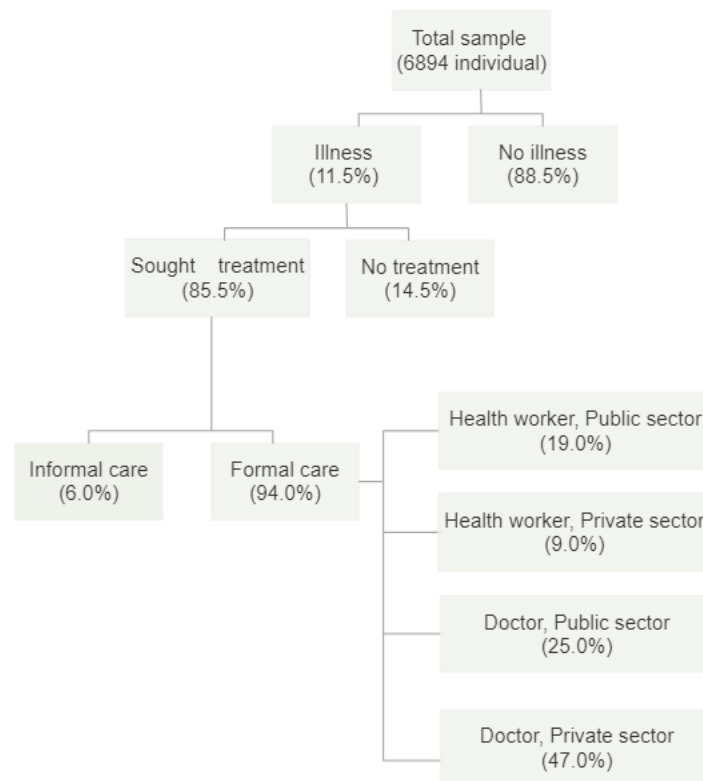 Total sample
(6894 individual)
Illness
(11.5%)
No illness
(88.5%)
Sought treatment
(85.5%)
No treatment
(14.5%)
Health worker, Public sector
(19.0%)
Informal care
(6.0%)
Formal care
(94.0%)
Health worker, Private sector
(9.0%)
Doctor, Public sector
(25.0%)
Doctor, Private sector
(47.0%)